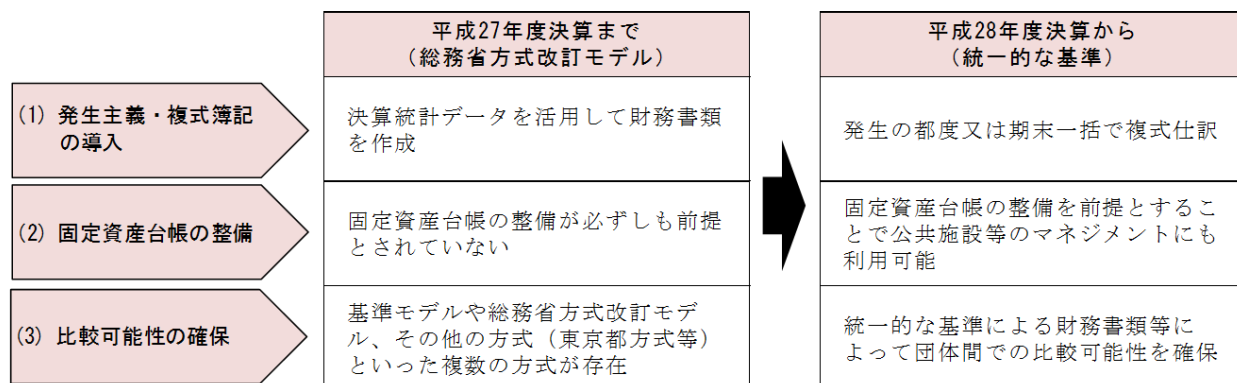 平成27年度決算まで
（総務省方式改訂モデル）
平成28年度決算から
（統一的な基準）
(1) 発生主義・複式簿記
の導入
決算統計データを活用して財務書類
を作成
発生の都度又は期末一括で複式仕訳
(2) 固定資産台帳の整備
固定資産台帳の整備が必ずしも前提
とされていない
固定資産台帳の整備を前提とするこ
とで公共施設等のマネジメントにも
利用可能
(3) 比較可能性の確保
基準モデルや総務省方式改訂モデ
ル、その他の方式（東京都方式等）
といった複数の方式が存在
統一的な基準による財務書類等に
よって団体間での比較可能性を確保